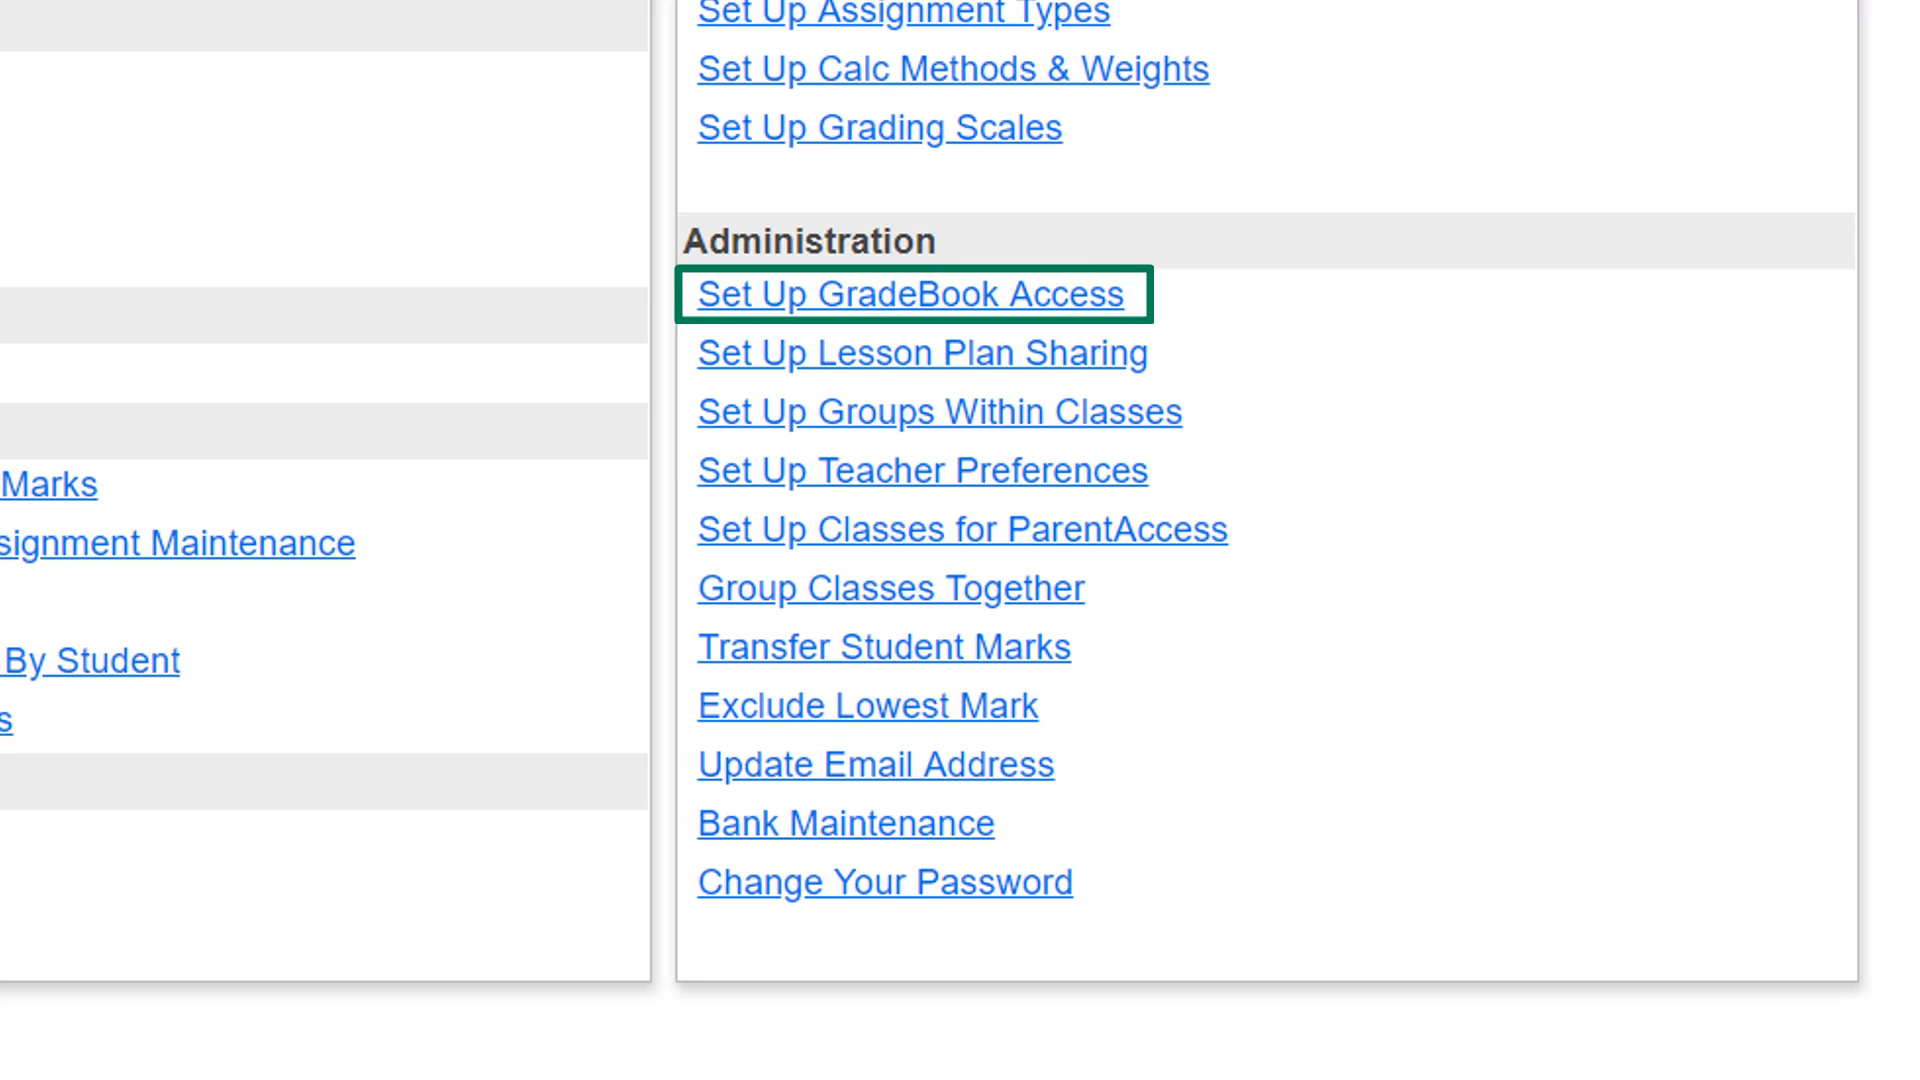 Marks
signment Maintenance
By Student
s
Set Up Assignment Types
Set Up Calc Methods & Weights
Set Up Grading Scales
Administration
Set Up GradeBook Access
Set Up Lesson Plan Sharing
Set Up Groups Within Classes
Set Up Teacher Preferences
Set Up Classes for ParentAccess
Group Classes Together
Transfer Student Marks
Exclude Lowest Mark
Update Email Address
Bank Maintenance
Change Your Password